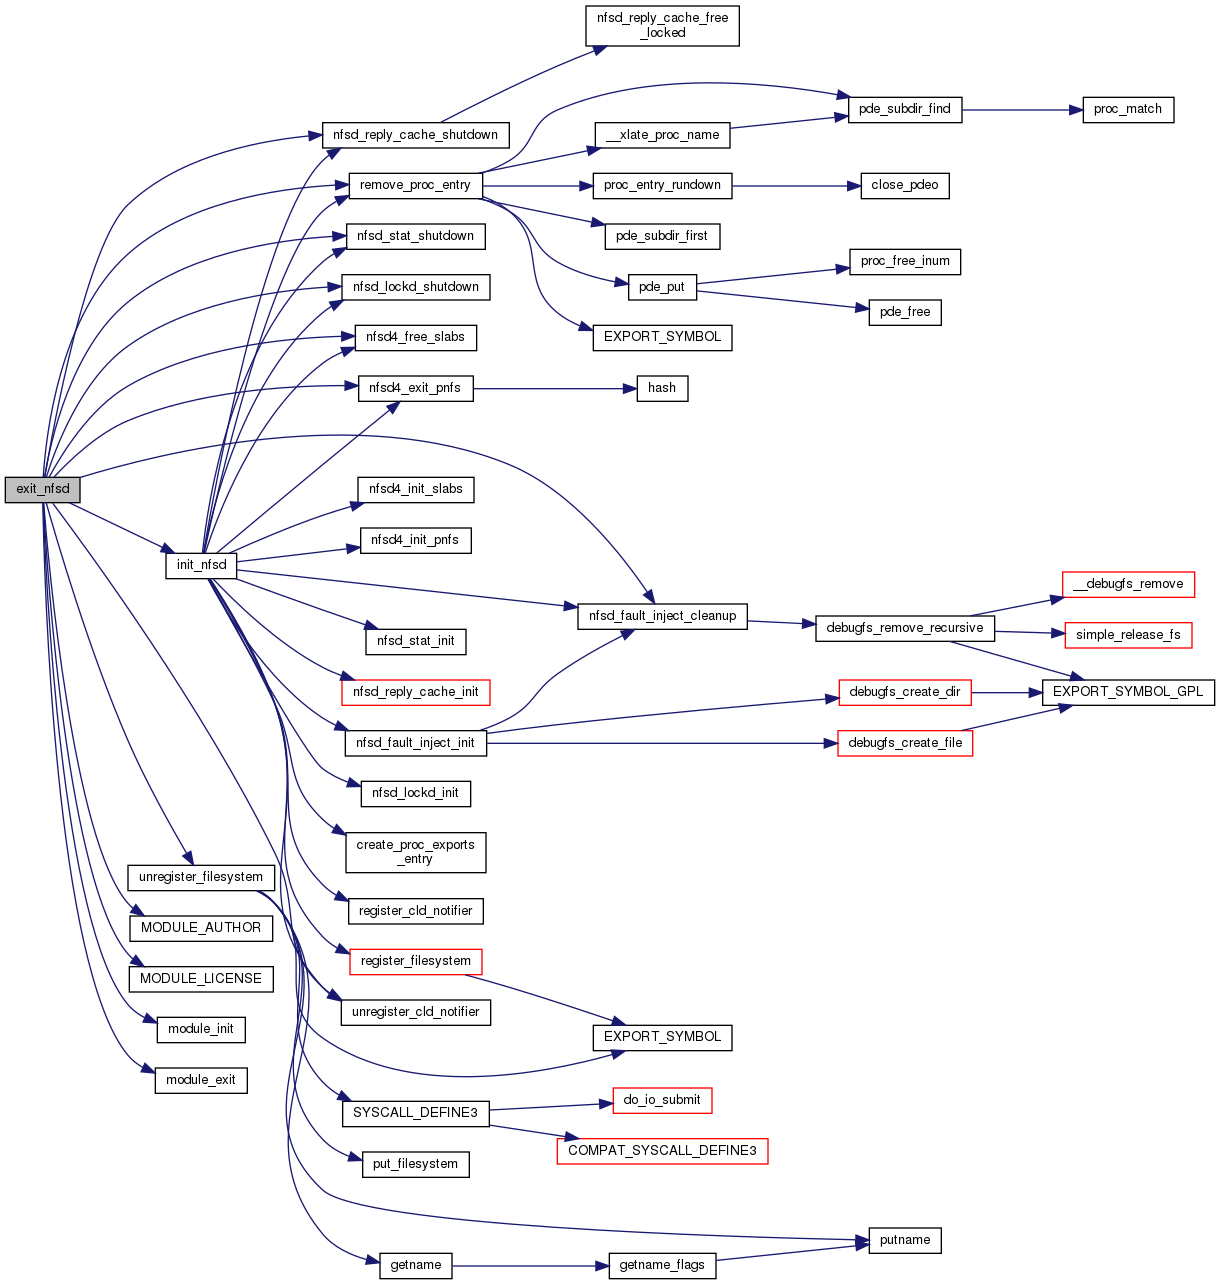 nfsd_reply_cache_free
_locked
pde_subdir_find
proc_match
nfsd_reply_cache_shutdown
__xlate_proc_name
remove_proc_entry
proc_entry_rundown
close_pdeo
nfsd_stat_shutdown
pde_subdir_first
proc_free_inum
nfsd_lockd_shutdown
pde_put
pde_free
nfsd4_free_slabs
EXPORT_SYMBOL
nfsd4_exit_pnfs
hash
exit_nfsd
nfsd4_init_slabs
nfsd4_init_pnfs
init_nfsd
__debugfs_remove
nfsd_fault_inject_cleanup
debugfs_remove_recursive
simple_release_fs
nfsd_stat_init
nfsd_reply_cache_init
debugfs_create_dir
EXPORT_SYMBOL_GPL
nfsd_fault_inject_init
debugfs_create_file
nfsd_lockd_init
create_proc_exports
_entry
unregister_filesystem
register_cld_notifier
MODULE_AUTHOR
register_filesystem
MODULE_LICENSE
unregister_cld_notifier
module_init
EXPORT_SYMBOL
module_exit
SYSCALL_DEFINE3
do_io_submit
COMPAT_SYSCALL_DEFINE3
put_filesystem
putname
getname
getname_flags